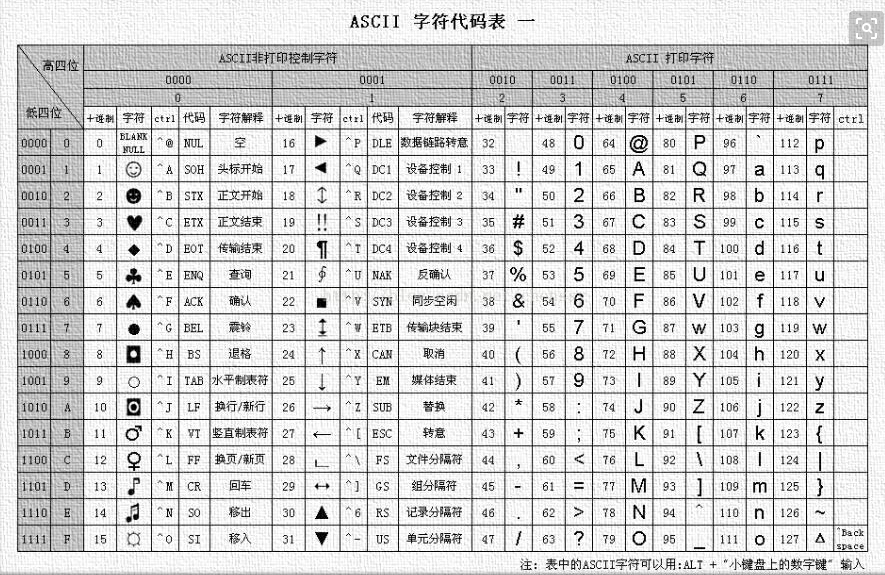 ASCII 字符代码表 一
高四位 ASCII非打印控制字符 ASCII 打印字符
0000 0001 0010 0011 0100 0101 0110 0111
0 1 2 3 4 5 6 7
低四位 十进制 字符 ctrl 代码 字符解释 十进制 字符 ctrl 代码 字符解释 十进制 字符 十进制 字符 十进制 字符 十进制 字符 十进制 字符 十进制 字符 ctrl
0000 0 0 BLANK NULL ^@ NUL 空 16 ► ^P DLE 数据链路转意 32 48 0 64 @ 80 P 96 ` 112 p
0001 1 1 ☺ ^A SOH 头标开始 17 ◄ ^Q DC1 设备控制 1 33 ! 49 1 65 A 81 Q 97 a 113 q
0010 2 2 ☻ ^B STX 正文开始 18 ↕ ^R DC2 设备控制 2 34 " 50 2 66 B 82 R 98 b 114 r
0011 3 3 ♥ ^C ETX 正文结束 19 ‼ ^S DC3 设备控制 3 35 # 51 3 67 C 83 S 99 c 115 s
0100 4 4 ♦ ^D EOT 传输结束 20 ¶ ^T DC4 设备控制 4 36 $ 52 4 68 D 84 T 100 d 116 t
0101 5 5 ♣ ^E ENQ 查询 21 ∮ ^U NAK 反确认 37 % 53 5 69 E 85 U 101 e 117 u
0110 6 6 ♠ ^F ACK 确认 22 ■ ^V SYN 同步空闲 38 & 54 6 70 F 86 V 102 f 118 v
0111 7 7 ● ^G BEL 震铃 23 ↨ ^W ETB 传输块结束 39 ' 55 7 71 G 87 w 103 g 119 w
1000 8 8 ◘ ^H BS 退格 24 ↑ ^X CAN 取消 40 ( 56 8 72 H 88 X 104 h 120 x
1001 9 9 ○ ^I TAB 水平制表符 25 ↓ ^Y EM 媒体结束 41 ) 57 9 73 I 89 Y 105 i 121 y
1010 A 10 ◙ ^J LF 换行/新行 26 → ^Z SUB 替换 42 * 58 : 74 J 90 Z 106 j 122 z
1011 B 11 ♂ ^K VT 竖直制表符 27 ← ^[ ESC 转意 43 + 59 ; 75 K 91 [ 107 k 123 {
1100 C 12 ♀ ^L FF 换页/新页 28 ∟ ^\ FS 文件分隔符 44 , 60 < 76 L 92 \ 108 l 124 |
1101 D 13 ♪ ^M CR 回车 29 ↔ ^] GS 组分隔符 45 - 61 = 77 M 93 ] 109 m 125 }
1110 E 14 ♫ ^N SO 移出 30 ▲ ^6 RS 记录分隔符 46 . 62 > 78 N 94 ^ 110 n 126 ~
1111 F 15 ☼ ^O SI 移入 31 ▼ ^- US 单元分隔符 47 / 63 ? 79 O 95 _ 111 o 127 Δ ^Back space
注: 表中的ASCII字符可以用:ALT + "小键盘上的数字键" 输入